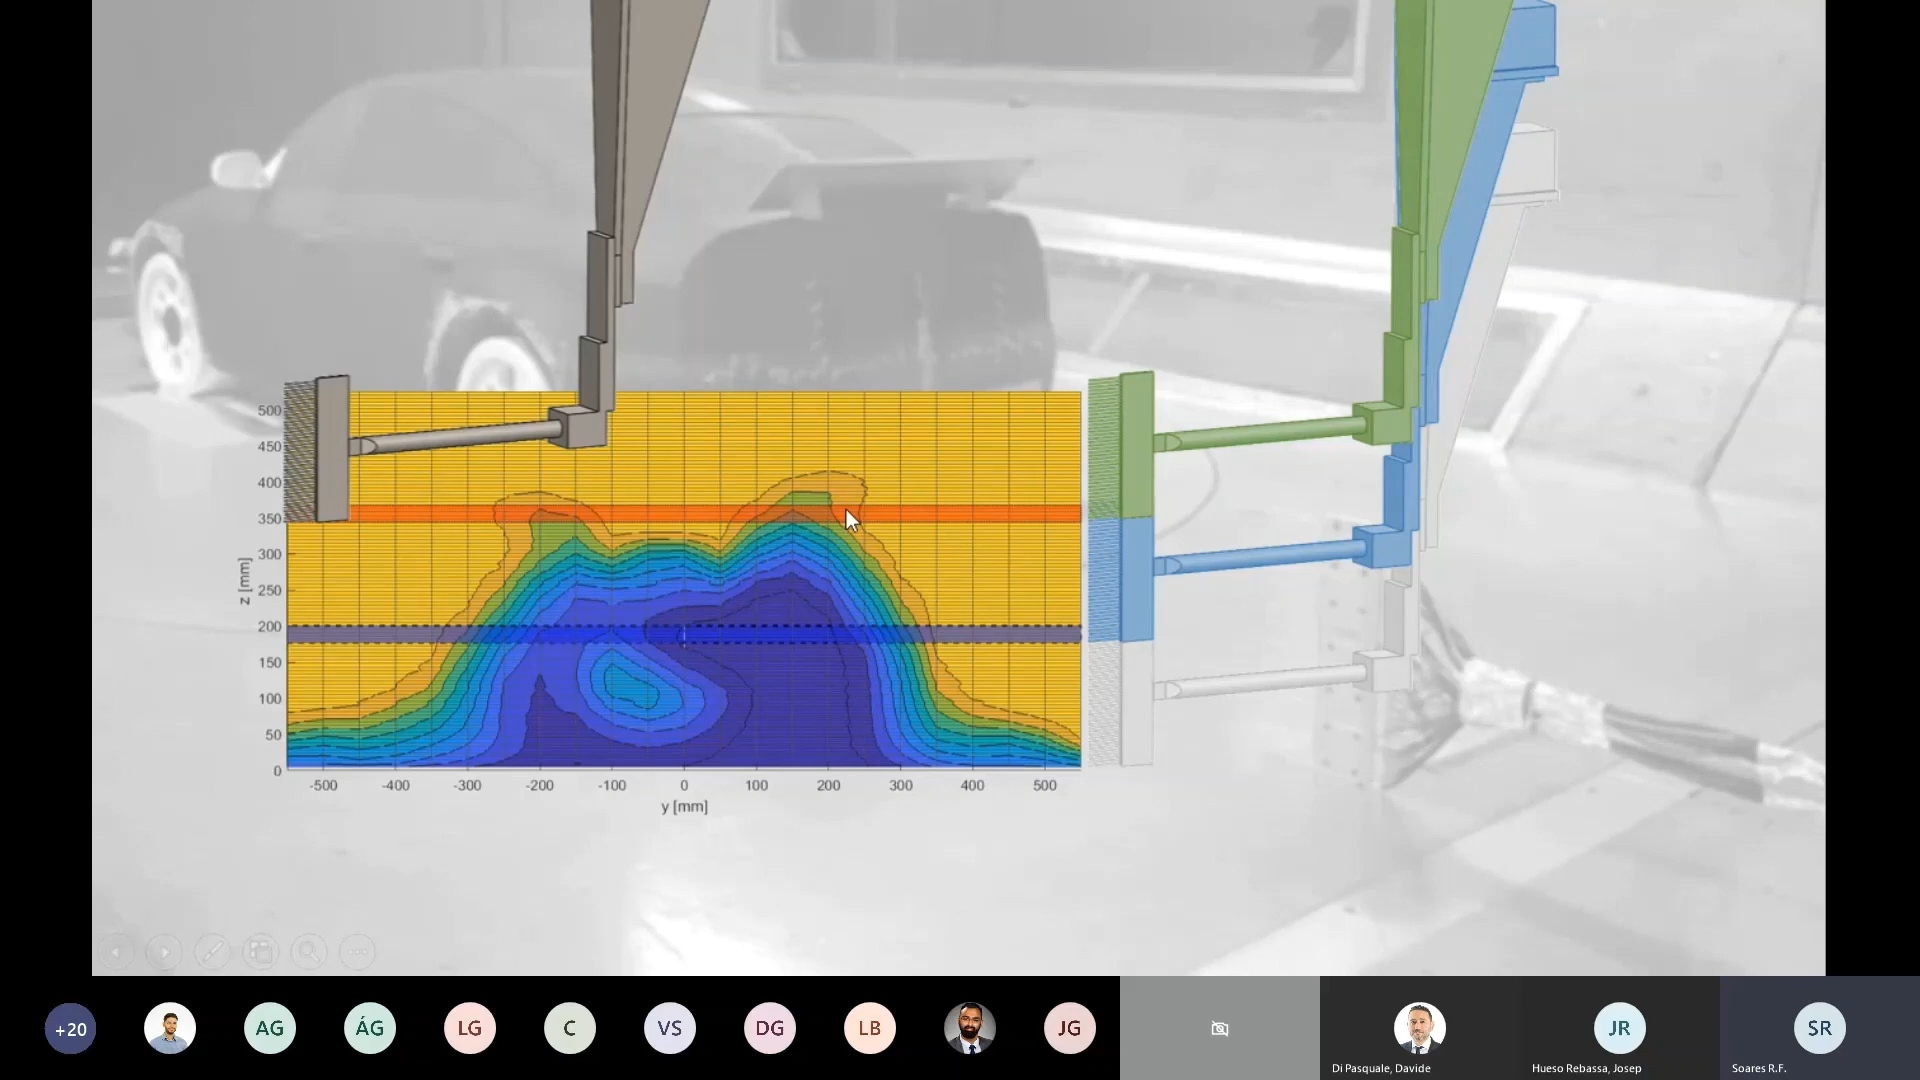 500
450
400
350
300
250
200
150
100
50
0
z [mm]
-500 -400 -300 -200 -100 0 100 200 300 400 500
y [mm]
+20 AG ÁG LG C VS DG LB JG JR SR
Di Pasquale, Davide Hueso Rebassa, Josep Soares R.F.